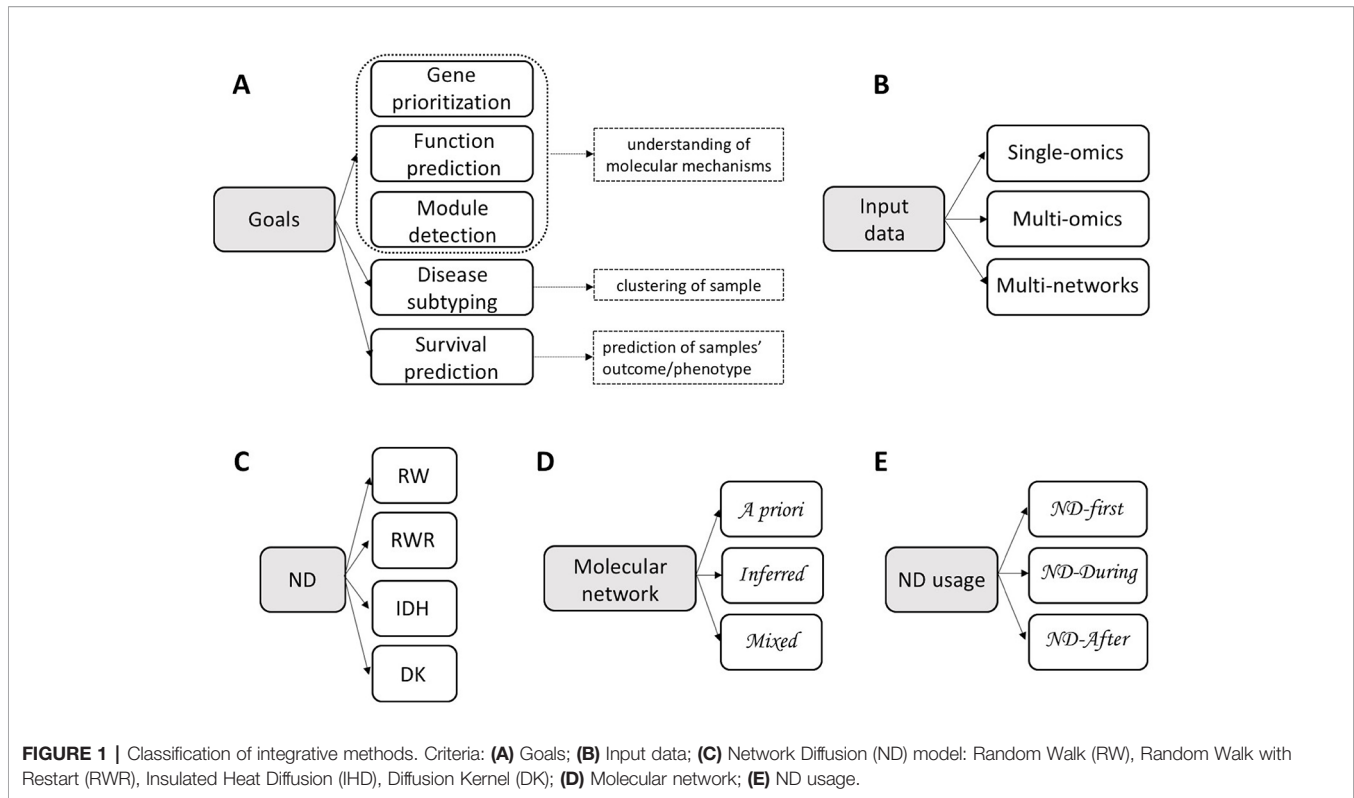 A
Gene
prioritization
Function
prediction
Module
detection
Disease
subtyping
Survival
prediction
Goals
understanding of
molecular mechanisms
clustering of sample
prediction of samples'
outcome/phenotype
B
Input
data
Single-omics
Multi-omics
Multi-networks
C
ND
RW
RWR
IDH
DK
D
Molecular
network
A priori
Inferred
Mixed
E
ND usage
ND-first
ND-During
ND-After
FIGURE 1 | Classification of integrative methods. Criteria: (A) Goals; (B) Input data; (C) Network Diffusion (ND) model: Random Walk (RW), Random Walk with
Restart (RWR), Insulated Heat Diffusion (IHD), Diffusion Kernel (DK); (D) Molecular network; (E) ND usage.